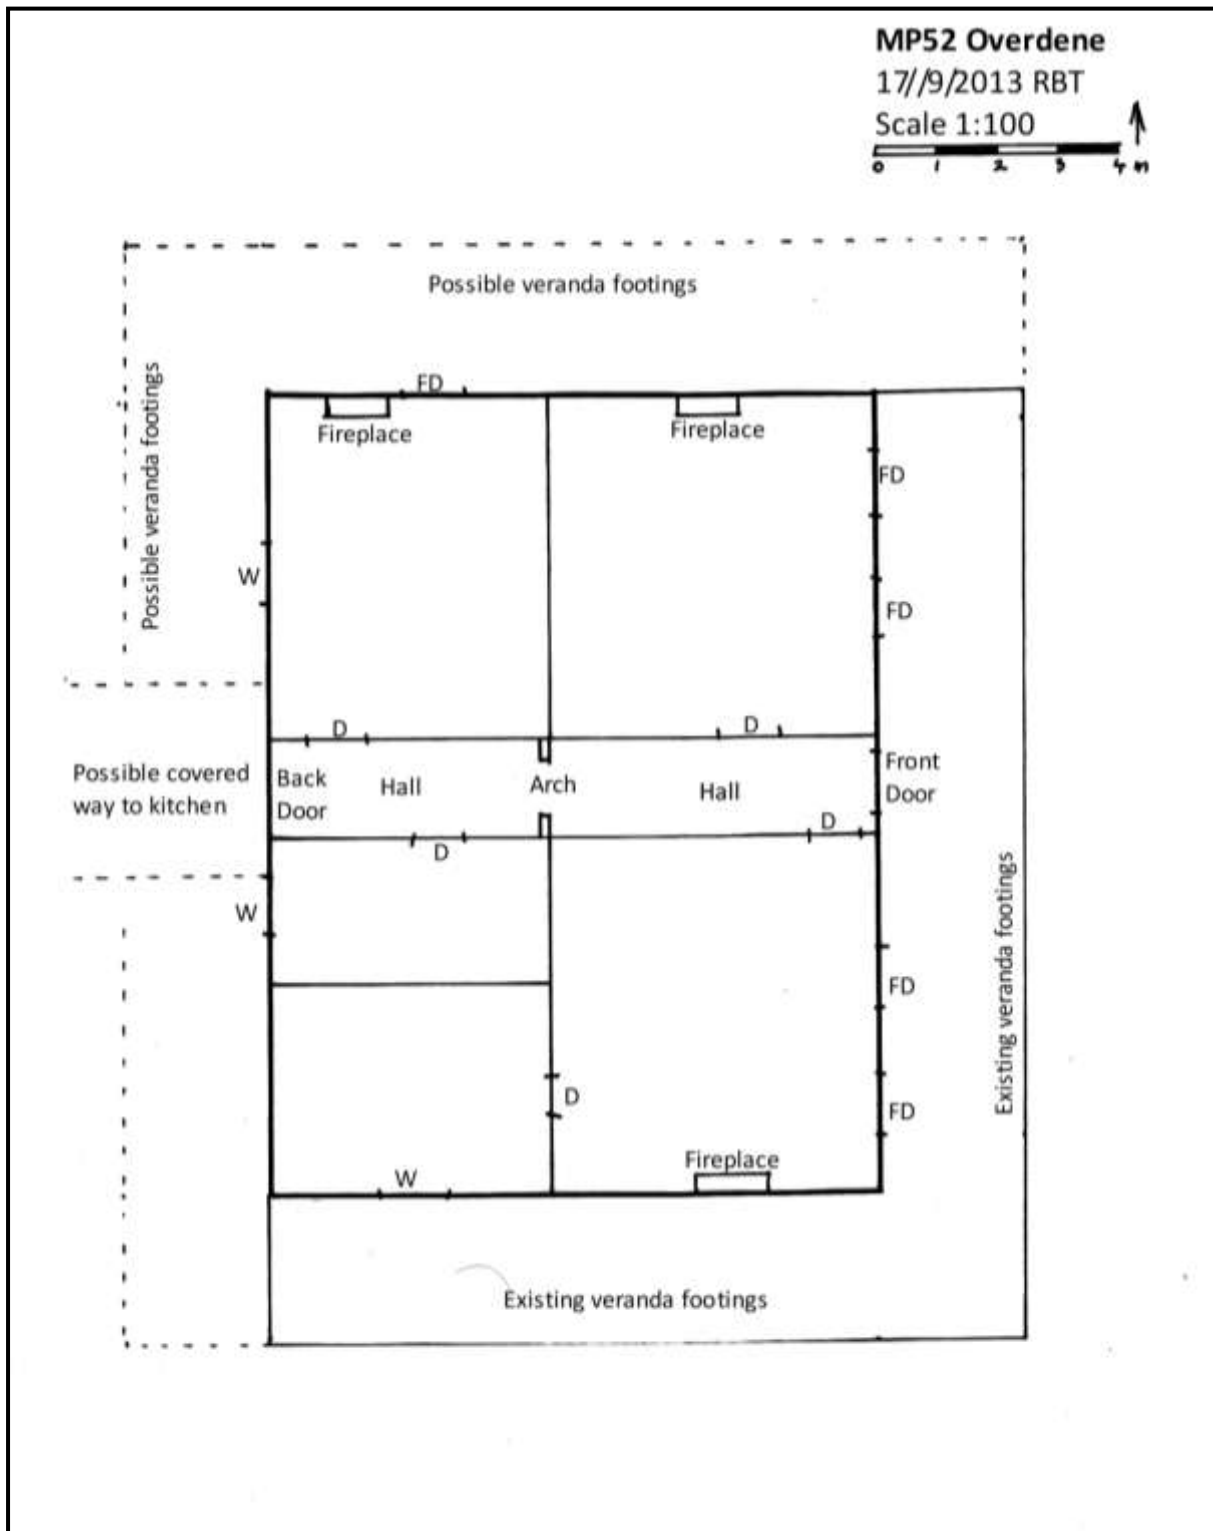 MP52 Overdene
17//9/2013 RBT
Scale 1:100
0 1 2 3 4 m
Possible veranda footings
Possible veranda footings
FD
Fireplace
Fireplace
FD
W
FD
D
D
Possible covered
way to kitchen
Back
Door
Hall
Arch
Hall
Front
Door
D
D
W
Existing veranda footings
FD
D
FD
Fireplace
W
Existing veranda footings